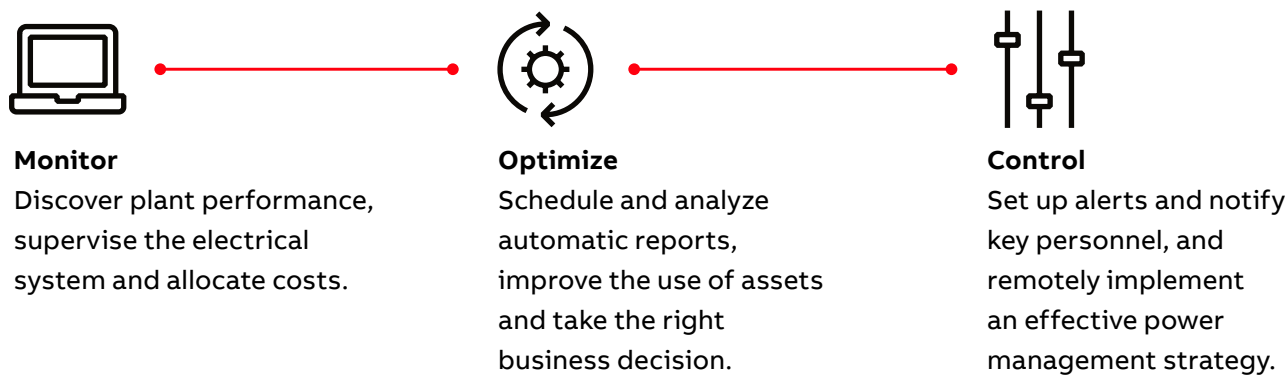 Monitor
Discover plant performance,
supervise the electrical
system and allocate costs.
Optimize
Schedule and analyze
automatic reports,
improve the use of assets
and take the right
business decision.
Control
Set up alerts and notify
key personnel, and
remotely implement
an effective power
management strategy.